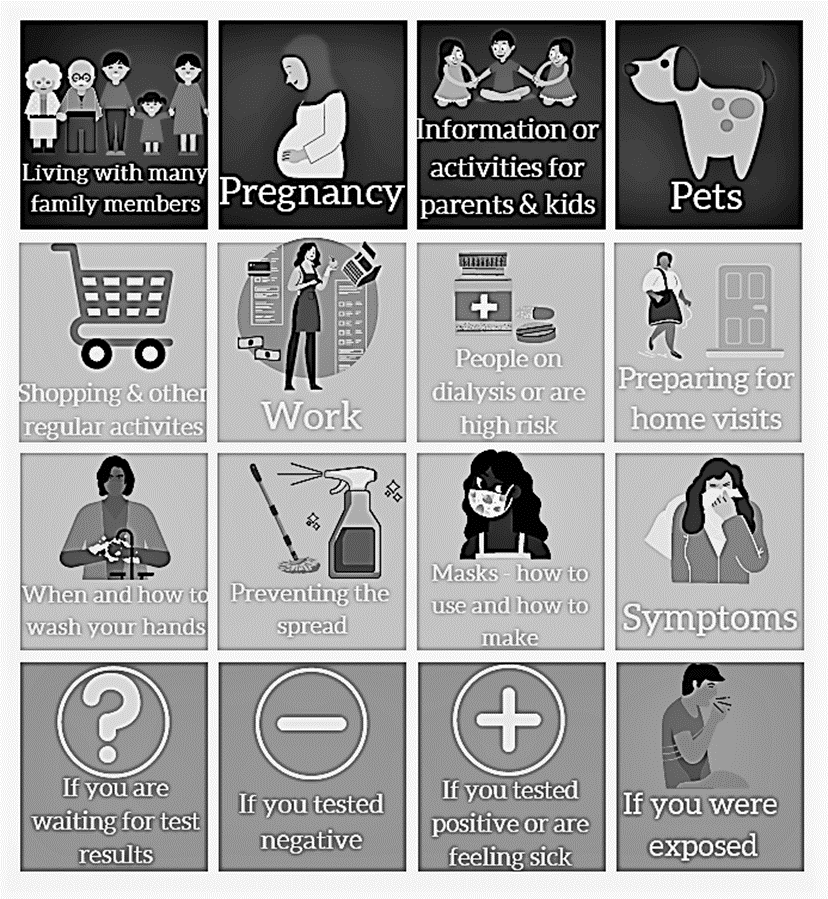 Living with many
family members
Pregnancy
Information or
activities for
parents & kids
Pets
Shopping & other
regular activites
Work
People on
dialysis or are
high risk
Preparing for
home visits
When and how to
wash your hands
Preventing the
spread
Masks - how to
use and how to
make
Symptoms
If you are
waiting for test
results
If you tested
negative
If you tested
positive or are
feeling sick
If you were
exposed